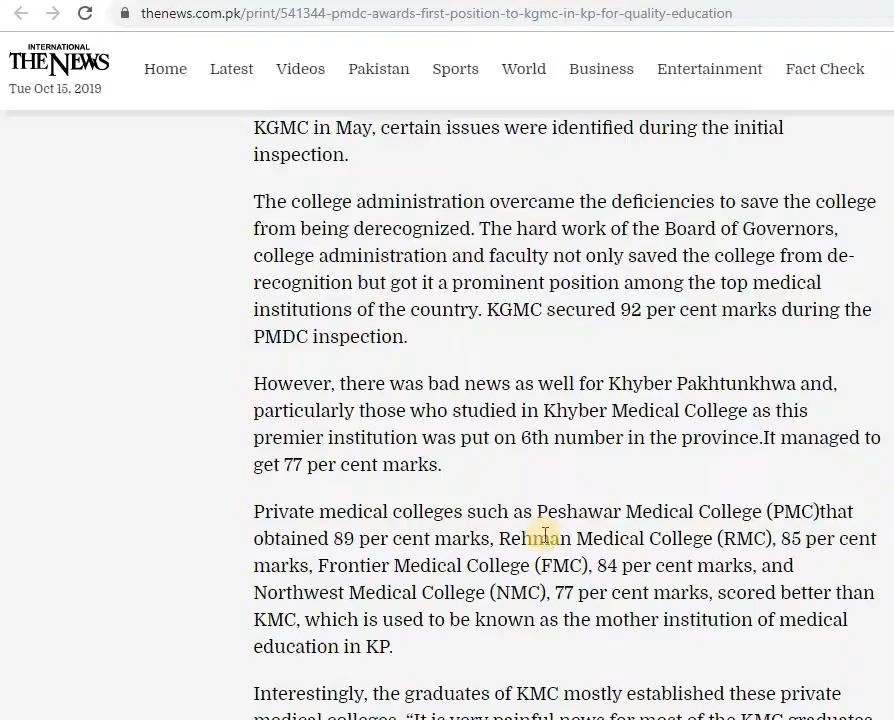 thenews.com.pk/print/541344-pmdc-awards-first-position-to-kgmc-in-kp-for-quality-education
INTERNATIONAL
THE NEWS
Tue Oct 15, 2019
Home Latest Videos Pakistan Sports World Business Entertainment Fact Check
KGMC in May, certain issues were identified during the initial
inspection.
The college administration overcame the deficiencies to save the college
from being derecognized. The hard work of the Board of Governors,
college administration and faculty not only saved the college from de-
recognition but got it a prominent position among the top medical
institutions of the country. KGMC secured 92 per cent marks during the
PMDC inspection.
However, there was bad news as well for Khyber Pakhtunkhwa and,
particularly those who studied in Khyber Medical College as this
premier institution was put on 6th number in the province.It managed to
get 77 per cent marks.
Private medical colleges such as Peshawar Medical College (PMC)that
obtained 89 per cent marks, Rehman Medical College (RMC), 85 per cent
marks, Frontier Medical College (FMC), 84 per cent marks, and
Northwest Medical College (NMC), 77 per cent marks, scored better than
KMC, which is used to be known as the mother institution of medical
education in KP.
Interestingly, the graduates of KMC mostly established these private
medical colleges. “It is very painful news for most of the KMC graduates